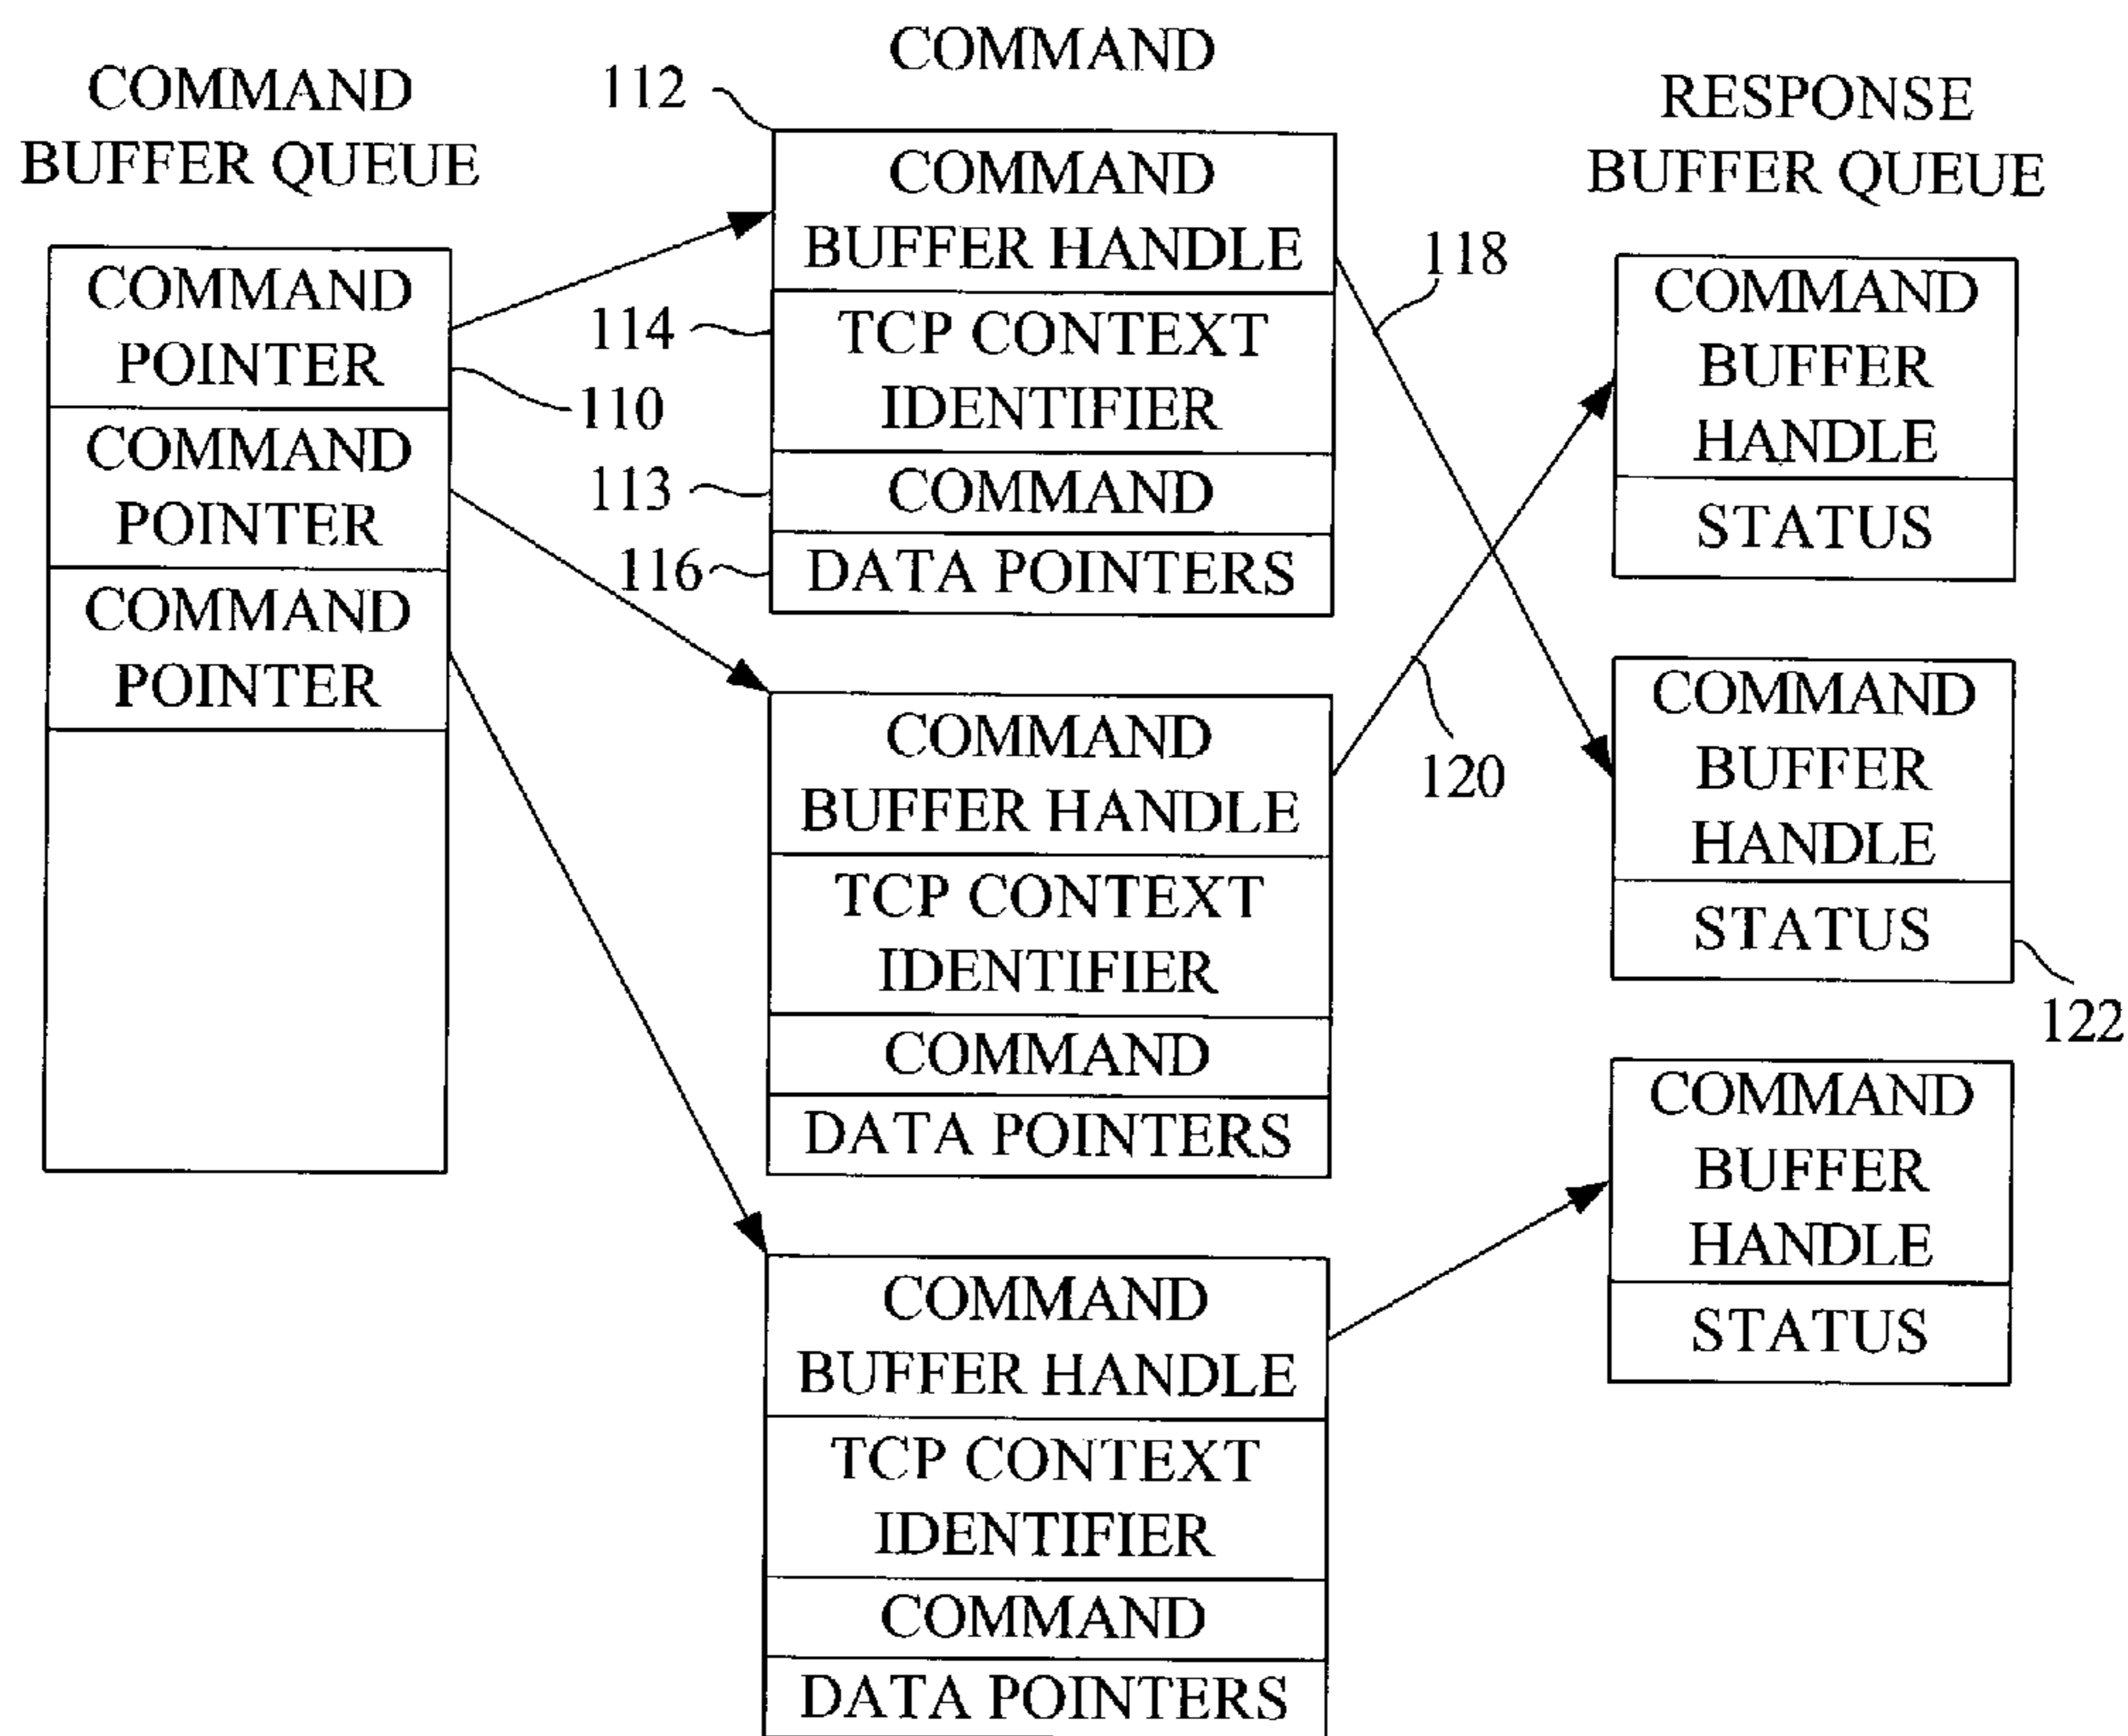 COMMAND
BUFFER QUEUE
COMMAND
POINTER
110
COMMAND
POINTER
COMMAND
POINTER
COMMAND
112
COMMAND
BUFFER HANDLE
114
TCP CONTEXT
IDENTIFIER
113
COMMAND
116
DATA POINTERS
COMMAND
BUFFER HANDLE
TCP CONTEXT
IDENTIFIER
COMMAND
DATA POINTERS
COMMAND
BUFFER HANDLE
TCP CONTEXT
IDENTIFIER
COMMAND
DATA POINTERS
118
120
RESPONSE
BUFFER QUEUE
COMMAND
BUFFER
HANDLE
STATUS
COMMAND
BUFFER
HANDLE
STATUS
122
COMMAND
BUFFER
HANDLE
STATUS